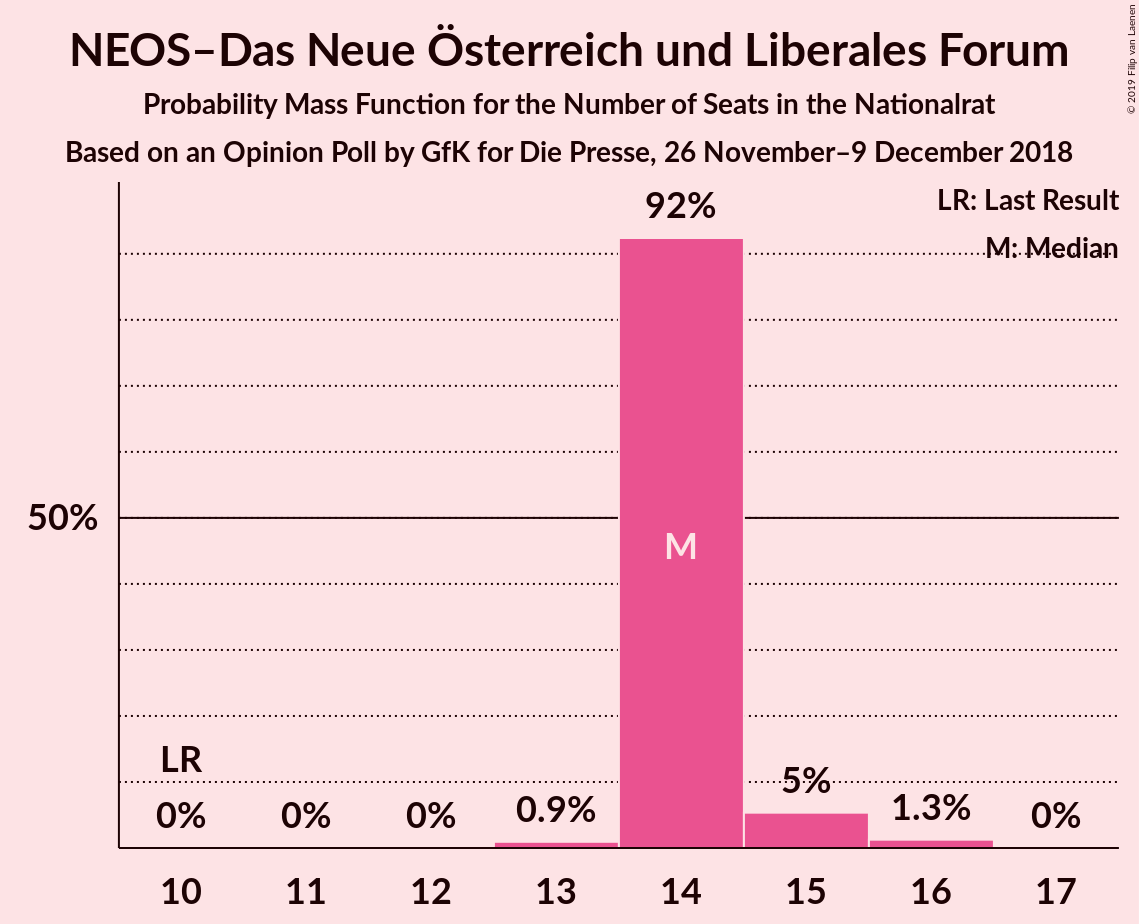 NEOS–Das Neue Österreich und Liberales Forum
Probability Mass Function for the Number of Seats in the Nationalrat
Based on an Opinion Poll by GfK for Die Presse, 26 November–9 December 2018
© 2019 Filip van Laenen
LR: Last Result
M: Median
92%
50%
M
LR
0%
0%
0%
0.9%
5%
1.3%
0%
10
11
12
13
14
15
16
17